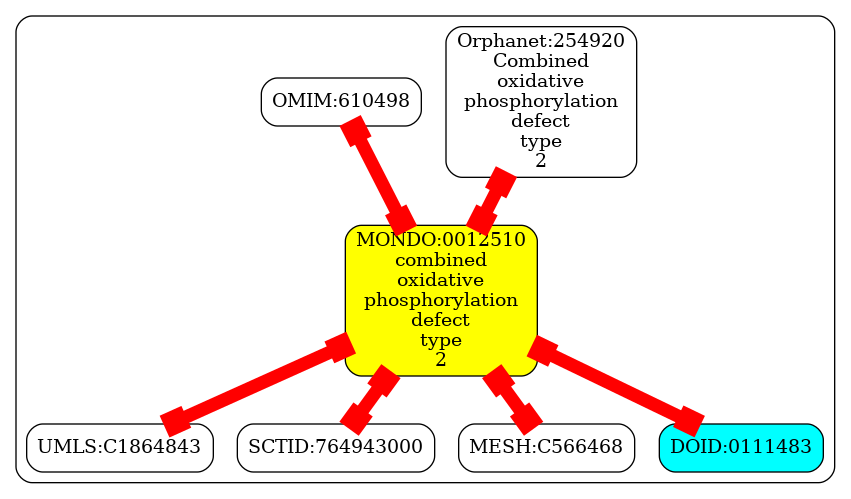 Orphanet:254920
Combined
oxidative
phosphorylation
defect
type
2
OMIM:610498
MONDO:0012510
combined
oxidative
phosphorylation
defect
type
2
UMLS:C1864843
SCTID:764943000
MESH:C566468
DOID:0111483